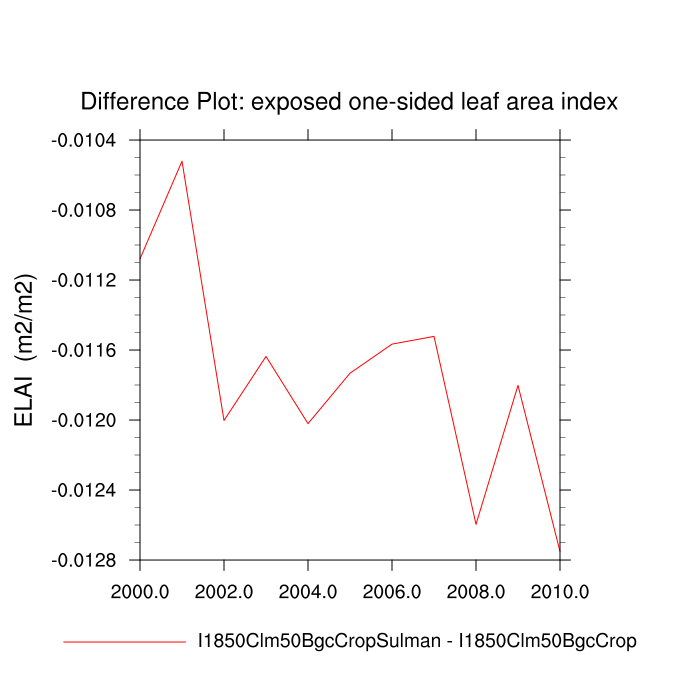 Difference Plot: exposed one-sided leaf area index
-0.0104
-0.0108
-0.0112
-0.0116
-0.0120
-0.0124
-0.0128
ELAI (m2/m2)
2000.0 2002.0 2004.0 2006.0 2008.0 2010.0
I1850Clm50BgcCropSulman - I1850Clm50BgcCrop